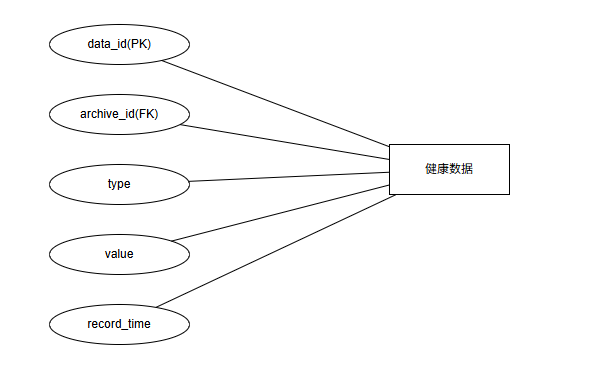 data_id(PK)
archive_id(FK)
健康数据
type
value
record_time